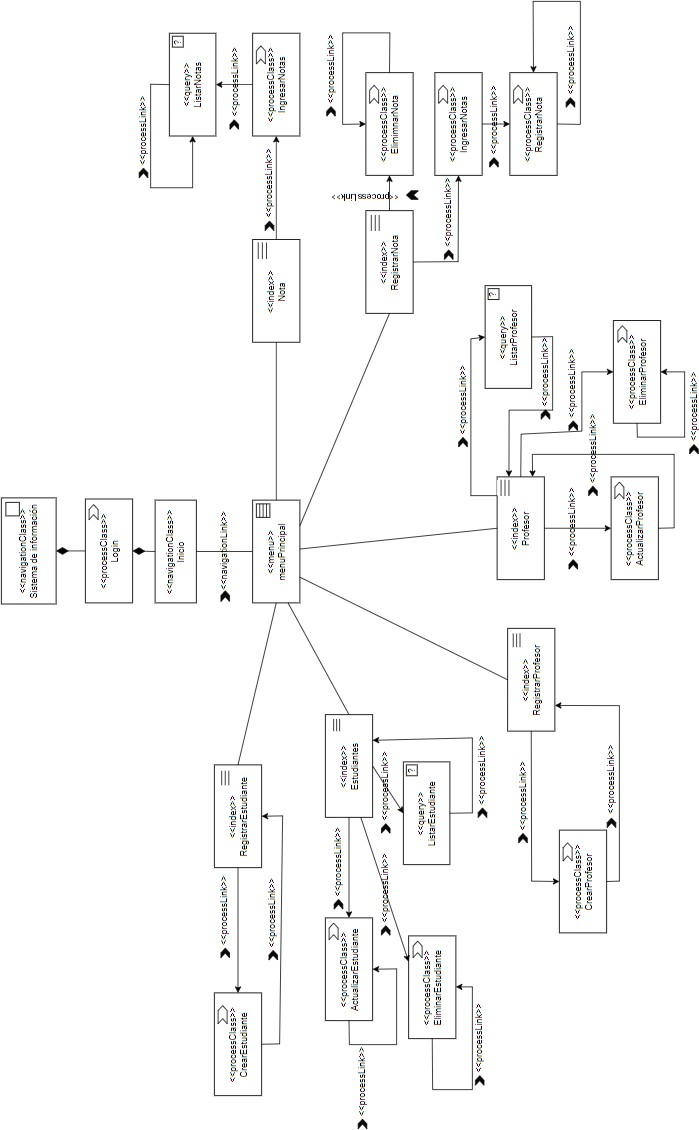 <<navigationClass>>
Sistema de información
<<processClass>>
Login
<<navigationClass>>
Inicio
<<navigationLink>>
<<menu>>
menuPrincipal
<<index>>
RegistrarEstudiante
<<processLink>>
<<processLink>>
<<processClass>>
CrearEstudiante
<<index>>
Estudiantes
<<processLink>>
<<processClass>>
ActualizarEstudiante
<<processLink>>
<<processLink>>
<<processClass>>
EliminarEstudiante
<<processLink>>
<<processLink>>
<<query>>
ListarEstudiante
<<processLink>>
<<index>>
RegistrarProfesor
<<processLink>>
<<processClass>>
CrearProfesor
<<processLink>>
<<index>>
Profesor
<<processLink>>
<<query>>
ListarProfesor
<<processLink>>
<<processLink>>
<<processClass>>
EliminarProfesor
<<processLink>>
<<processLink>>
<<processClass>>
ActualizarProfesor
<<processLink>>
<<index>>
Nota
<<processLink>>
<<processClass>>
IngresarNotas
<<processLink>>
<<query>>
ListarNotas
<<processLink>>
<<index>>
RegistrarNota
<<processLink>>
<<processClass>>
<<processLink>>
<<processLink>>
<<processClass>>
IngresarNotas
<<processLink>>
<<processClass>>
RegistrarNota
<<processLink>>